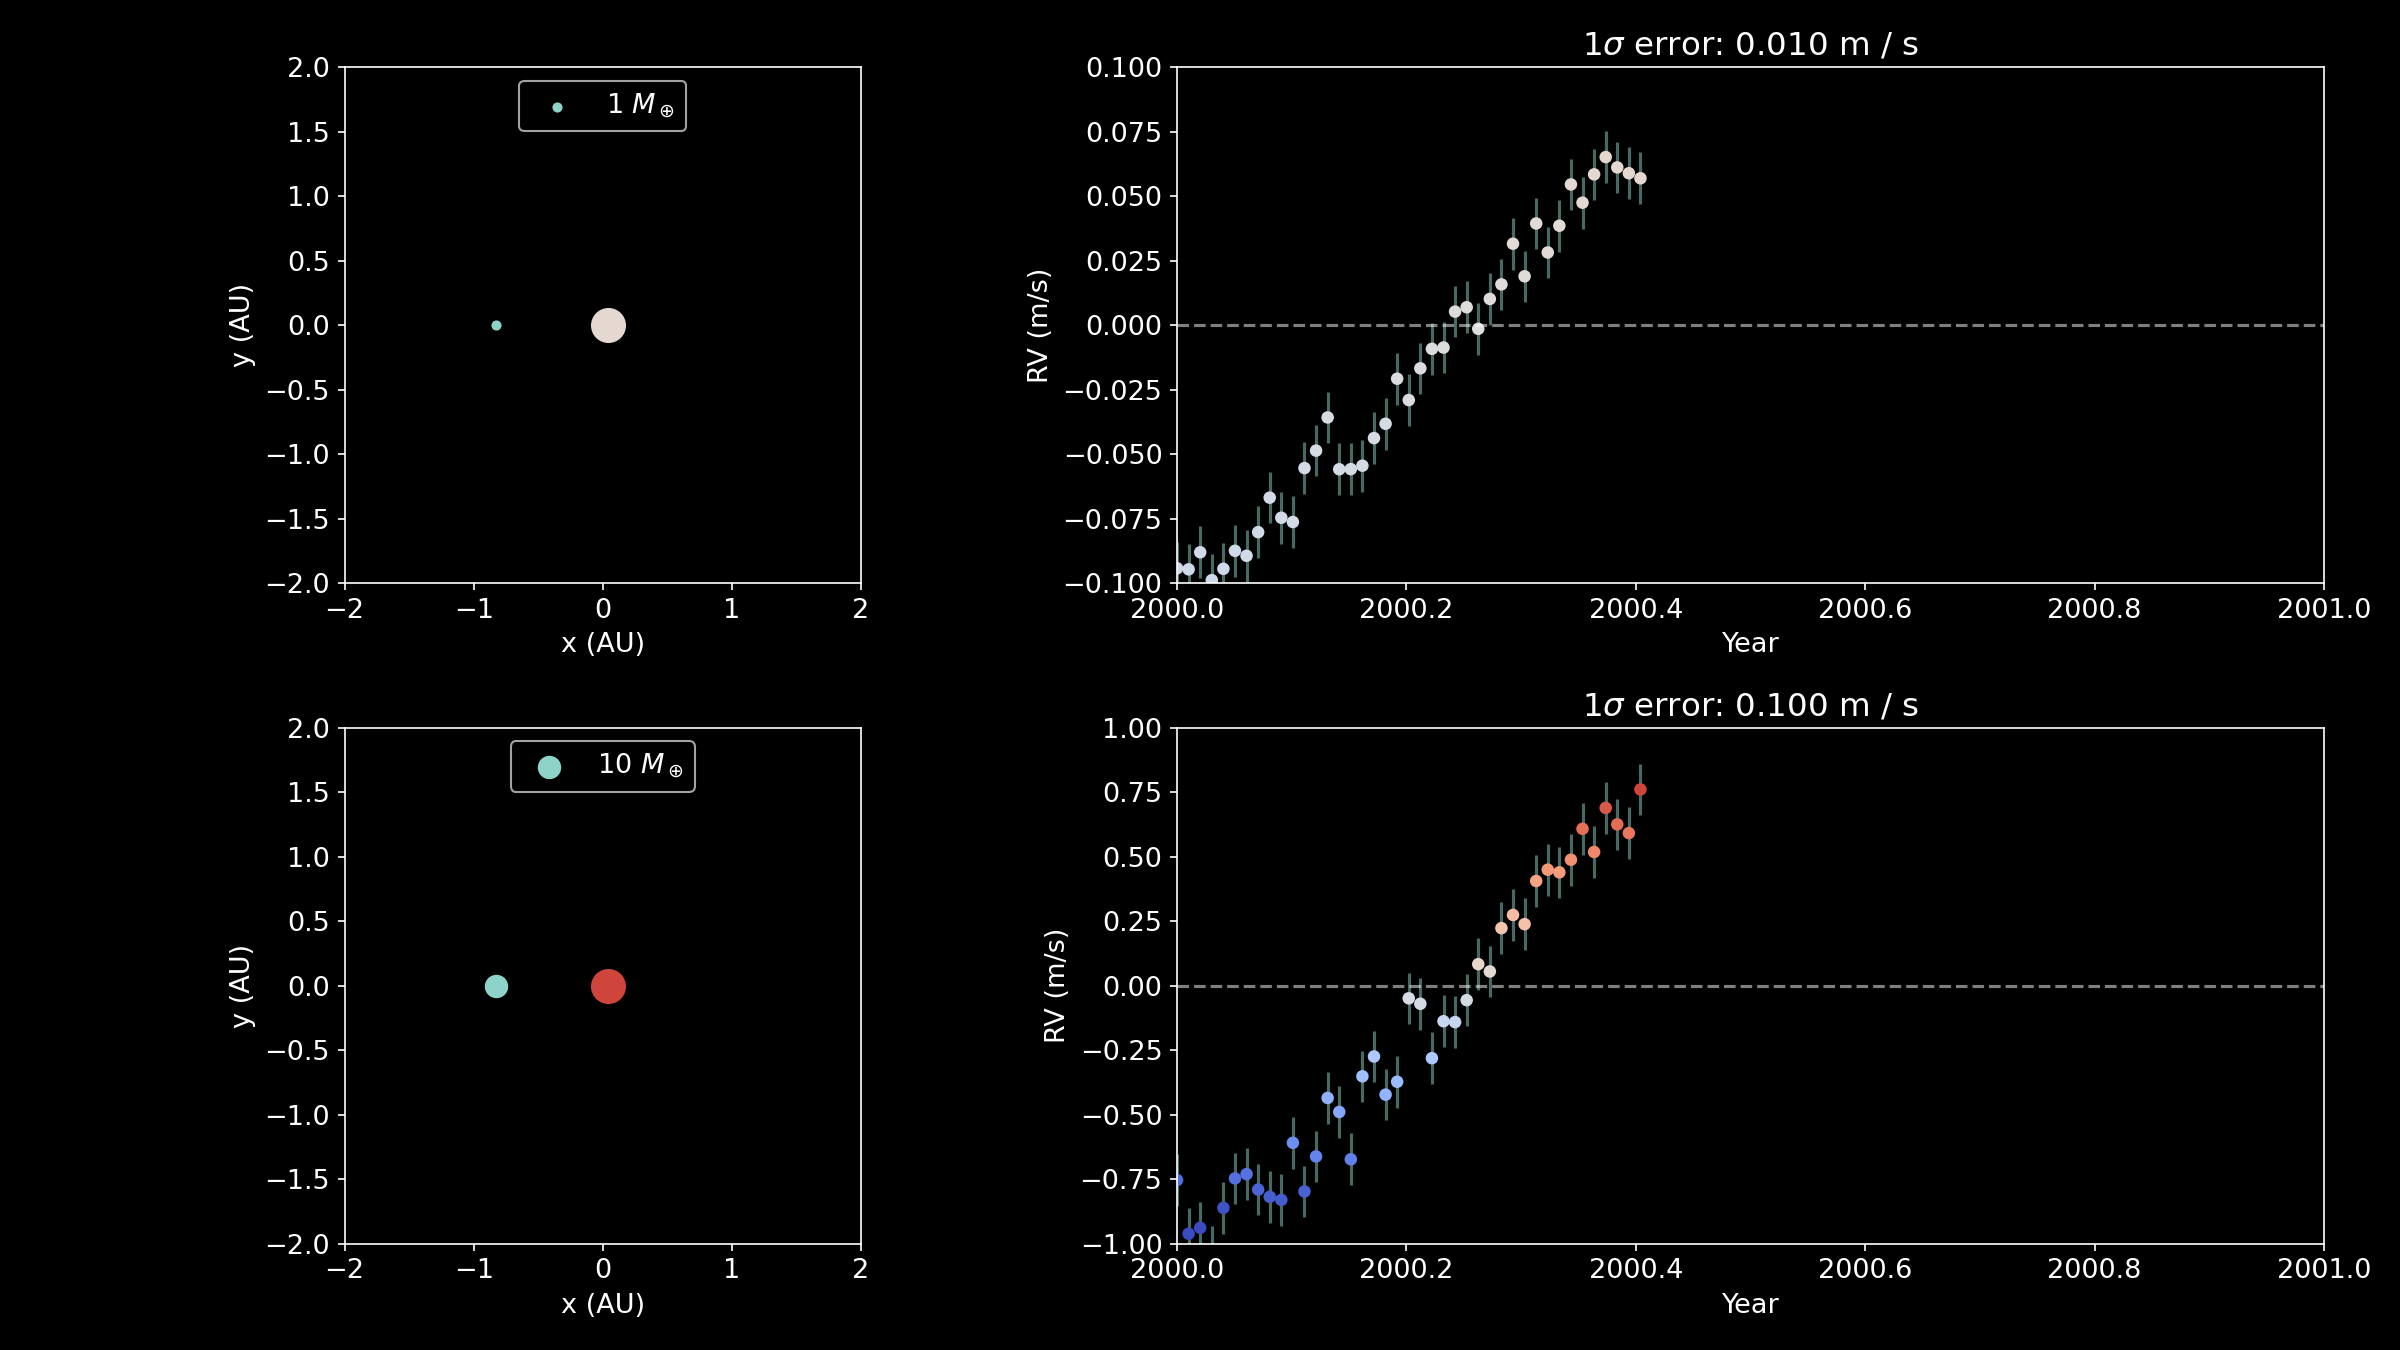 1σ error: 0.010 m / s
1 M⊕
2.0
1.5
1.0
0.5
0.0
−0.5
−1.0
−1.5
−2.0
y (AU)
−2 −1 0 1 2
x (AU)
0.100
0.075
0.050
0.025
0.000
−0.025
−0.050
−0.075
−0.100
RV (m/s)
2000.0 2000.2 2000.4 2000.6 2000.8 2001.0
Year
1σ error: 0.100 m / s
10 M⊕
2.0
1.5
1.0
0.5
0.0
−0.5
−1.0
−1.5
−2.0
y (AU)
−2 −1 0 1 2
x (AU)
1.00
0.75
0.50
0.25
0.00
−0.25
−0.50
−0.75
−1.00
RV (m/s)
2000.0 2000.2 2000.4 2000.6 2000.8 2001.0
Year